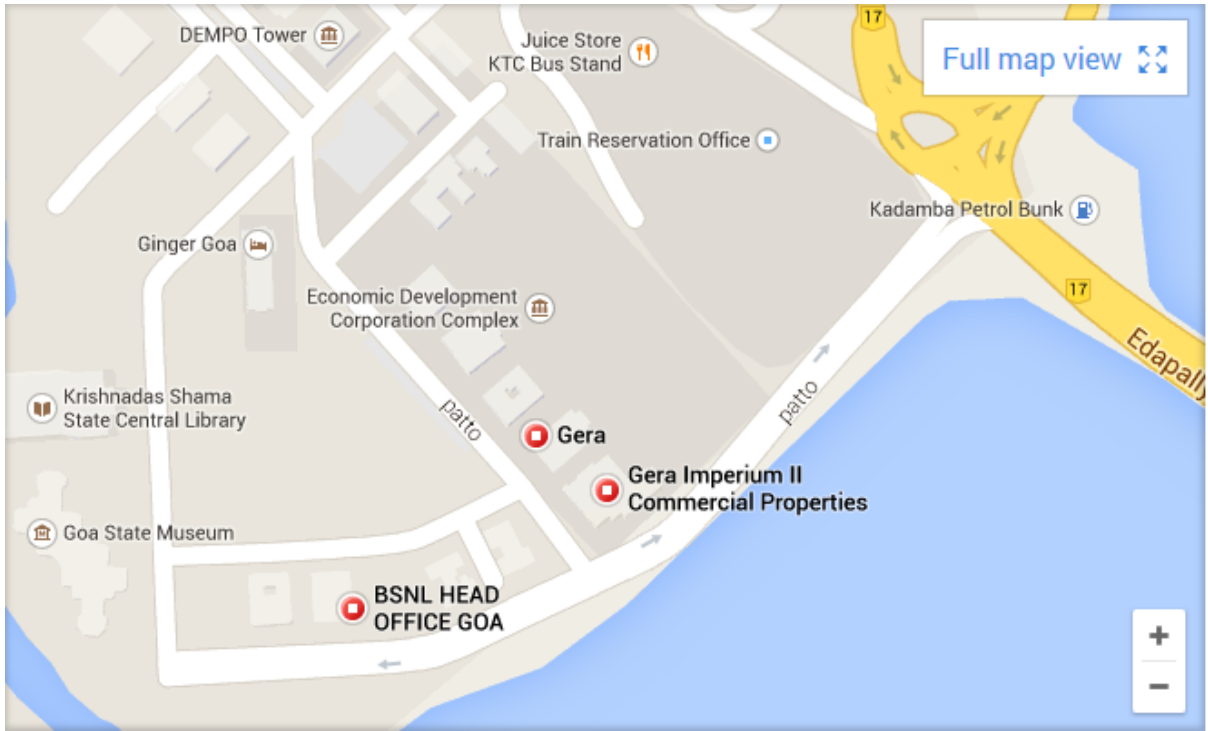 17
DEMPO Tower
Juice Store
KTC Bus Stand
Full map view
Train Reservation Office
Kadamba Petrol Bunk
Ginger Goa
Economic Development
Corporation Complex
17
Edapally
Krishnadas Shama
State Central Library
patto
patto
Gera
Gera Imperium II
Commercial Properties
Goa State Museum
BSNL HEAD
OFFICE GOA
+
−